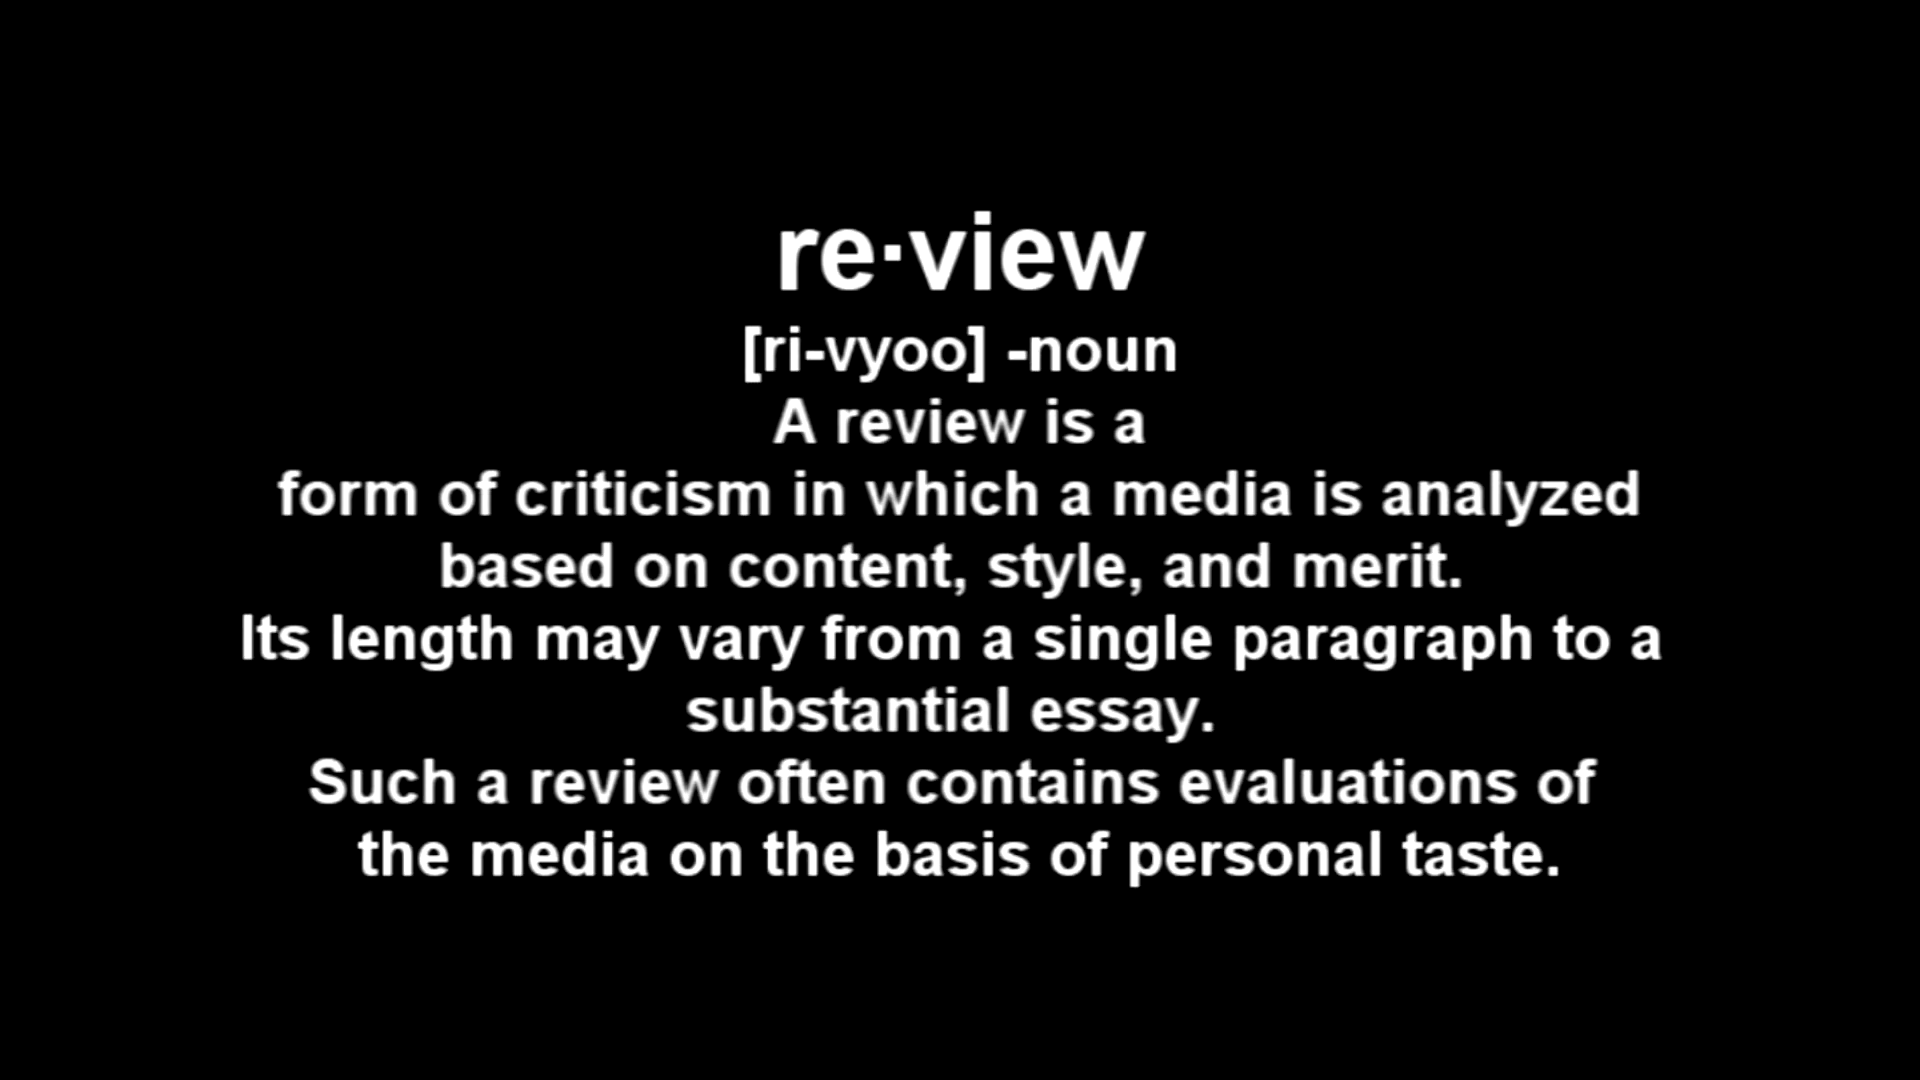 re·view
[ri-vyoo] -noun
A review is a
form of criticism in which a media is analyzed
based on content, style, and merit.
Its length may vary from a single paragraph to a
substantial essay.
Such a review often contains evaluations of
the media on the basis of personal taste.